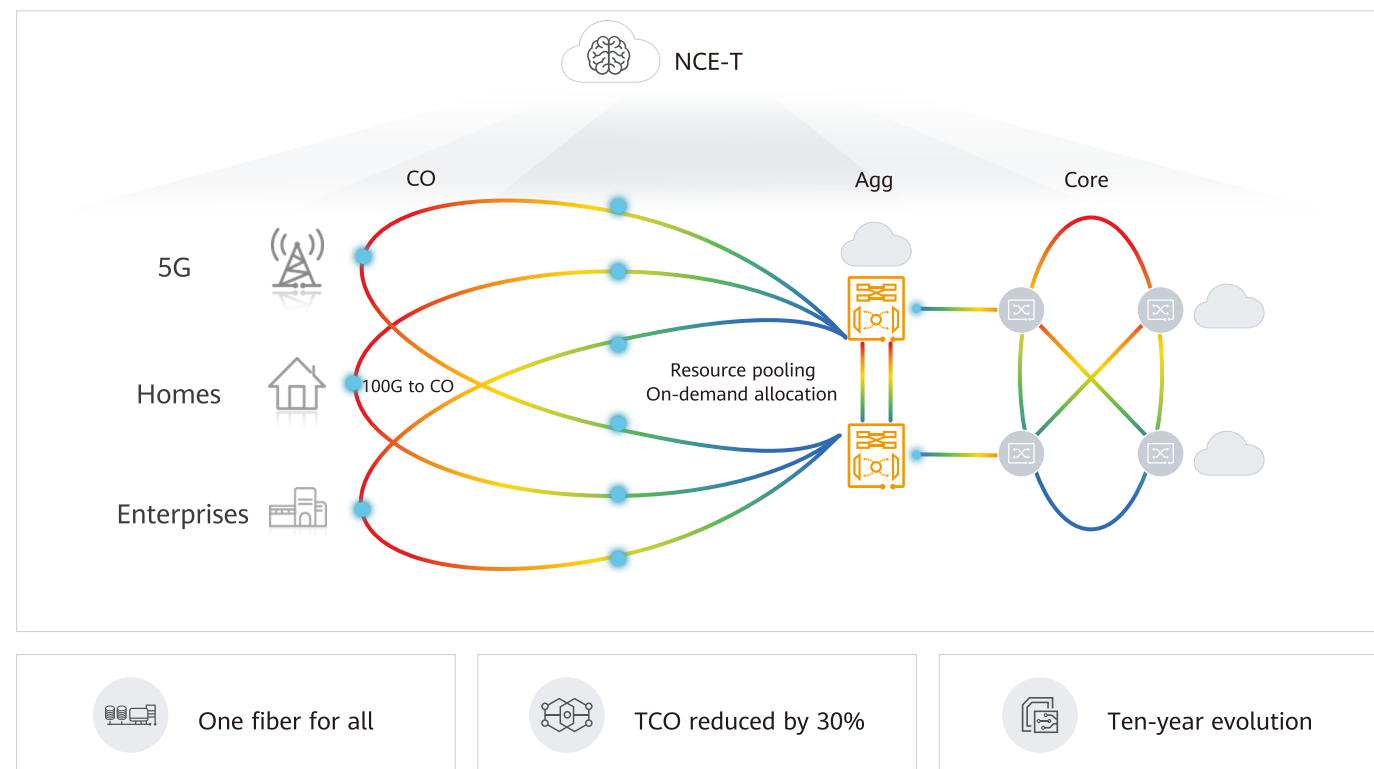 NCE-T
CO
Agg
Core
5G
Homes
100G to CO
Resource pooling
On-demand allocation
Enterprises
One fiber for all
TCO reduced by 30%
Ten-year evolution